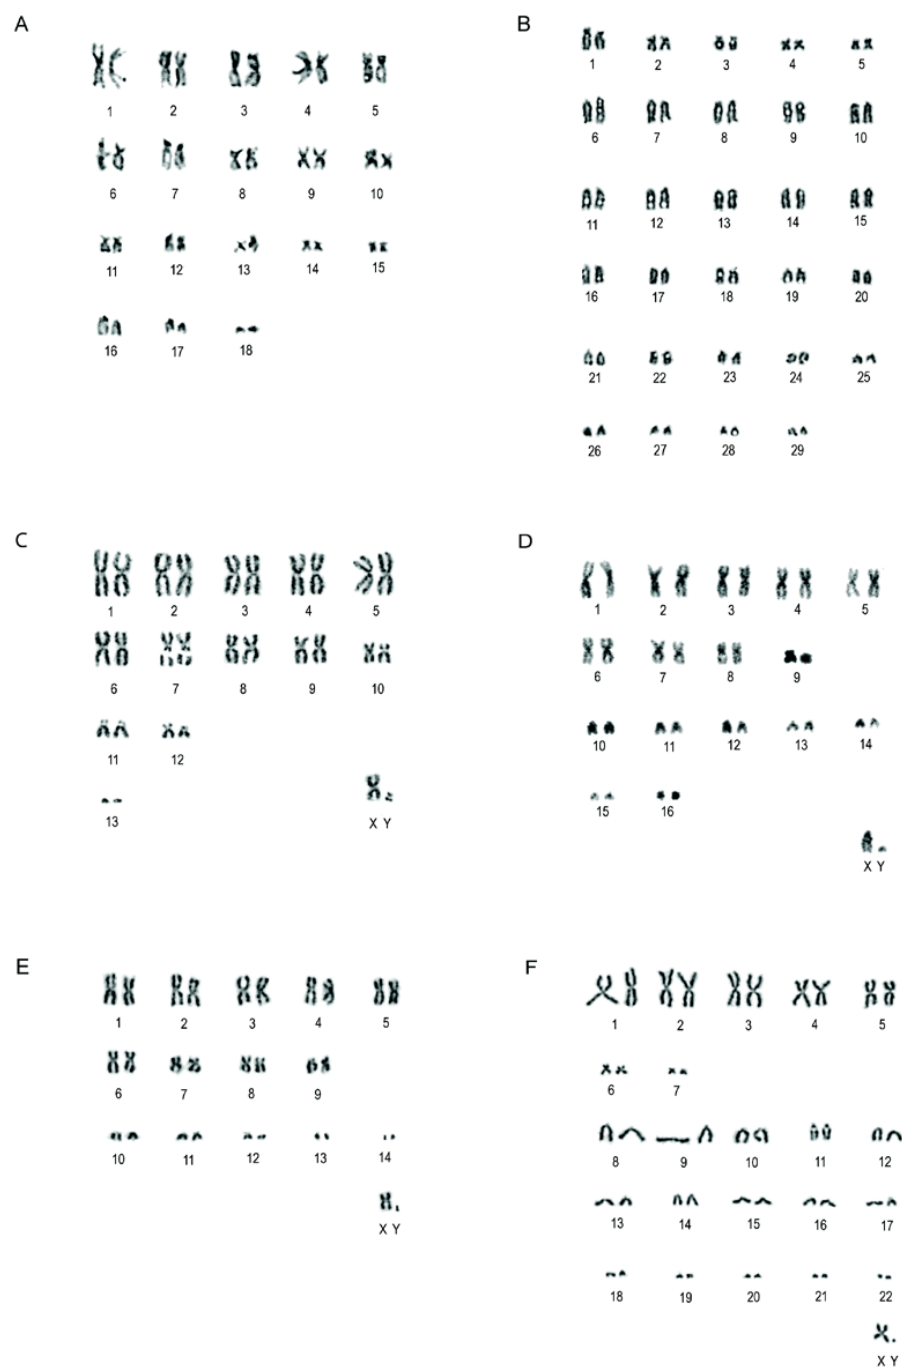 A
1 2 3 4 5
6 7 8 9 10
11 12 13 14 15
16 17 18
B
1 2 3 4 5
6 7 8 9 10
11 12 13 14 15
16 17 18 19 20
21 22 23 24 25
26 27 28 29
C
1 2 3 4 5
6 7 8 9 10
11 12
13 X Y
D
1 2 3 4 5
6 7 8 9
10 11 12 13 14
15 16
X Y
E
1 2 3 4 5
6 7 8 9
10 11 12 13 14
X Y
F
1 2 3 4 5
6 7
8 9 10 11 12
13 14 15 16 17
18 19 20 21 22
X Y